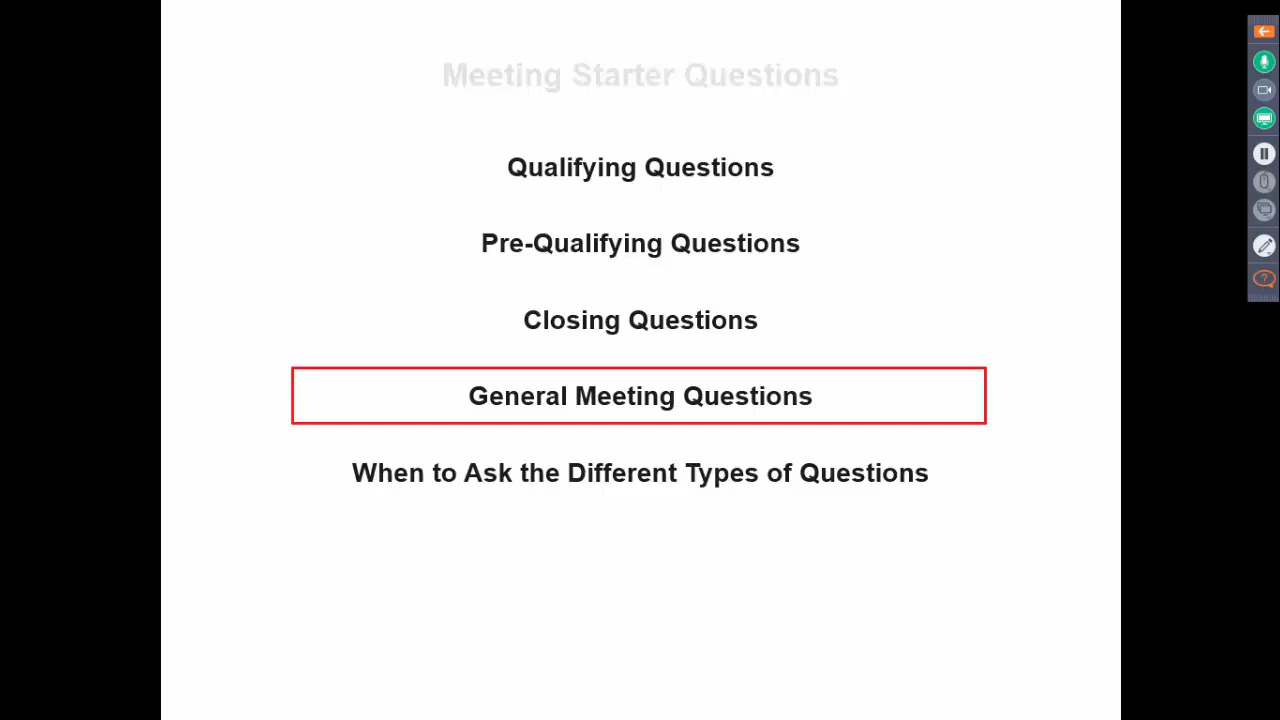 Meeting Starter Questions
Qualifying Questions
Pre-Qualifying Questions
Closing Questions
General Meeting Questions
When to Ask the Different Types of Questions